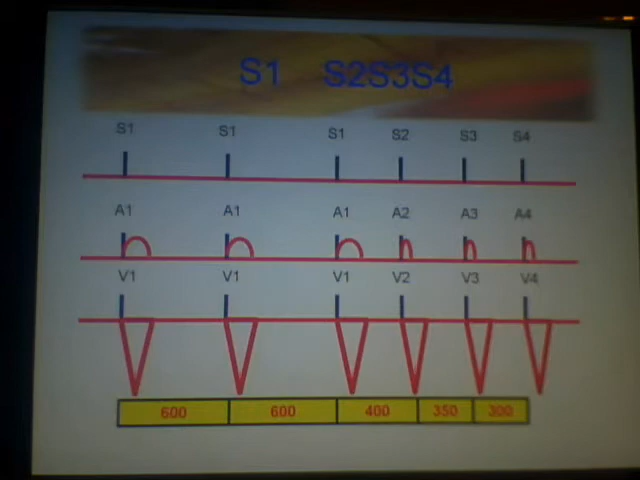 S1 S2S3S4
S1 S1 S1 S2 S3 S4
A1 A1 A1 A2 A3 A4
V1 V1 V1 V2 V3 V4
600 600 400 350 300